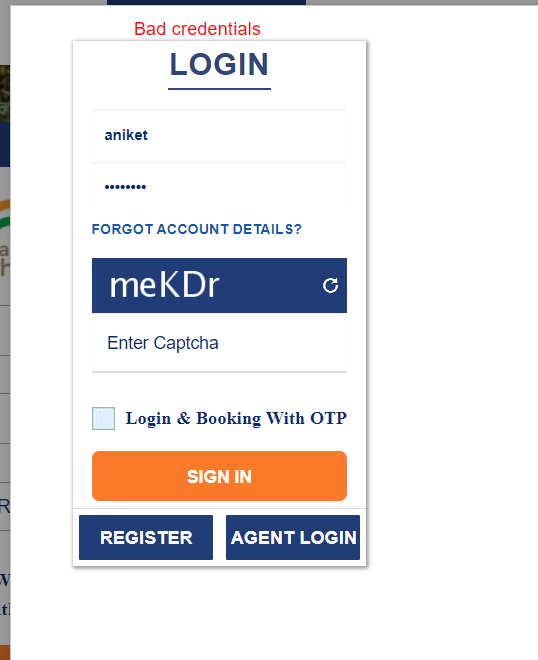 Bad credentials
LOGIN
aniket
FORGOT ACCOUNT DETAILS?
meKDr
Enter Captcha
Login & Booking With OTP
SIGN IN
REGISTER
AGENT LOGIN